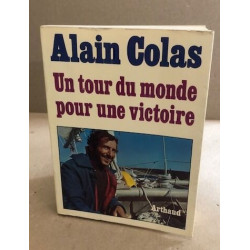 Alain Colas
Un tour du monde
pour une victoire
Arthaud